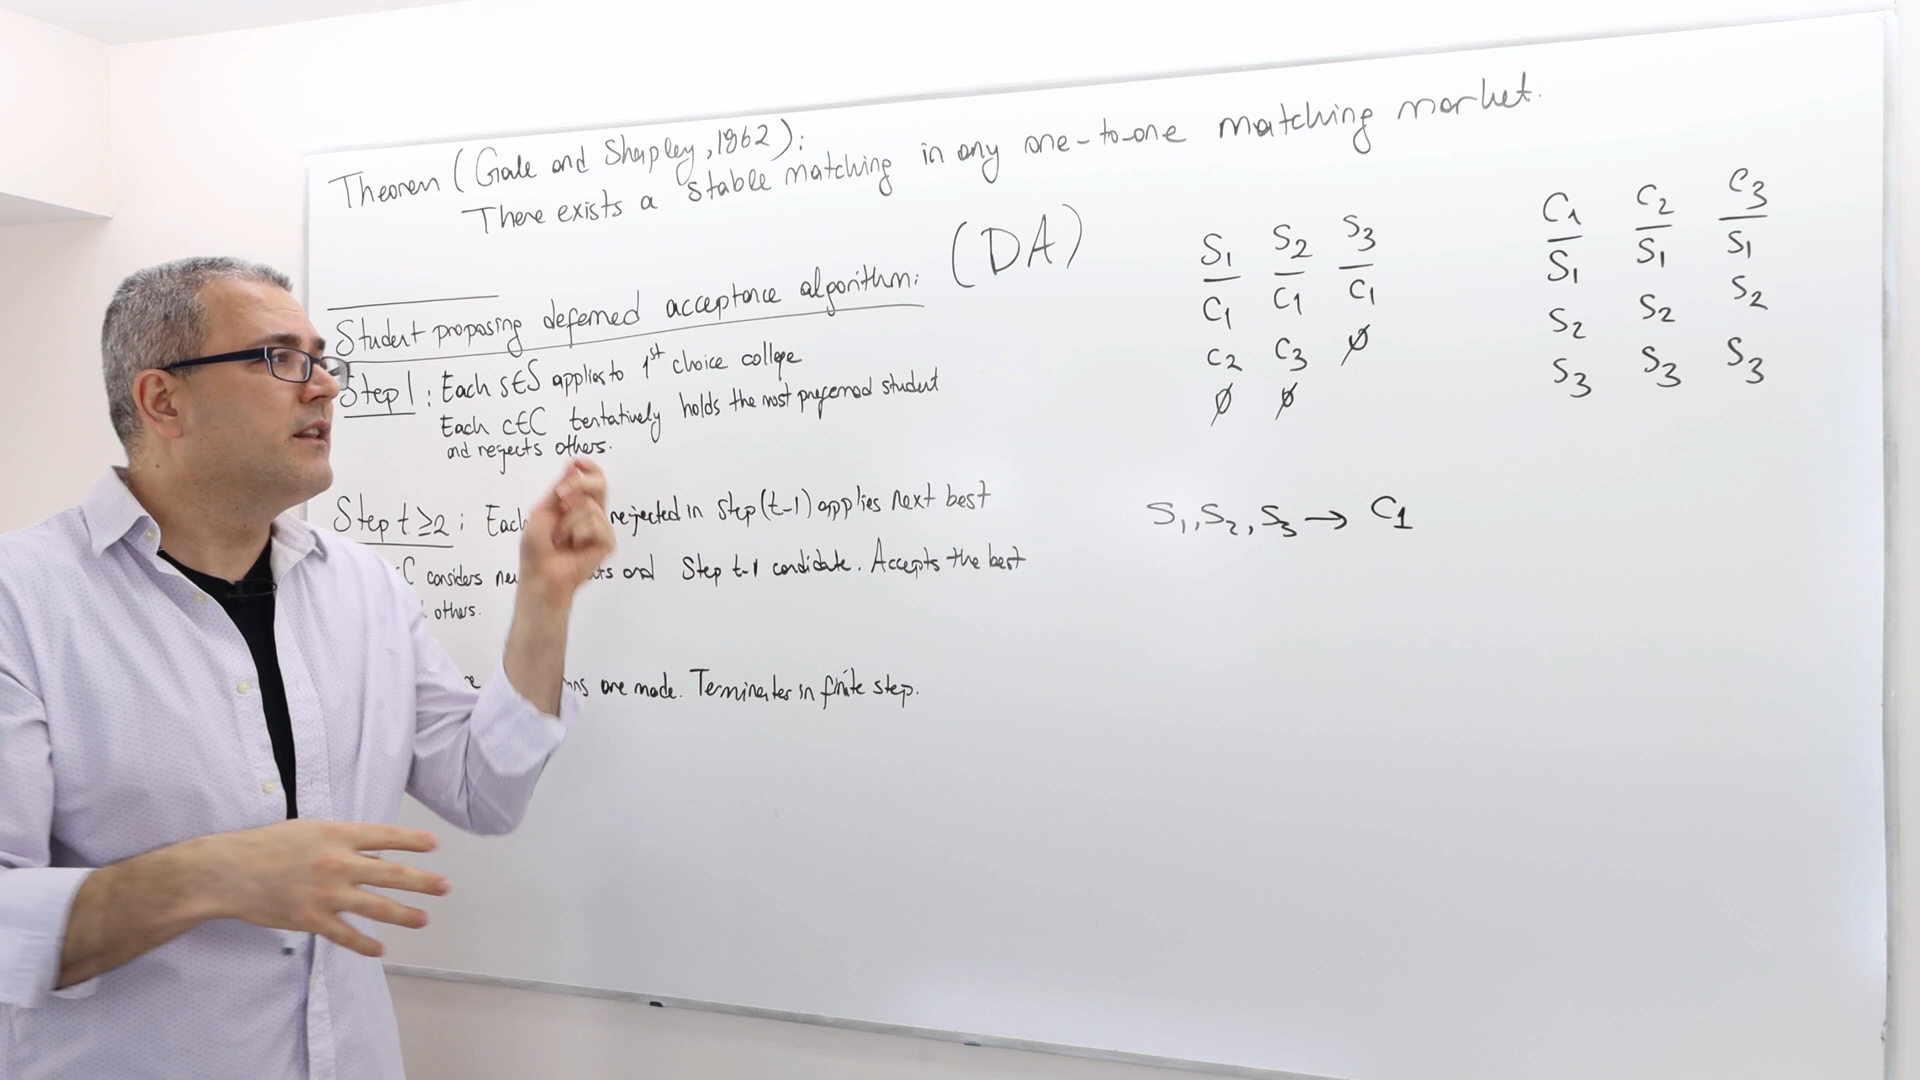 Theorem (Gale and Shapley, 1962):
There exists a stable matching in any one-to-one matching market.
Student proposing deferred acceptance algorithm: (DA)
Step 1: Each s∈S applies to 1st choice college
Each c∈C tentatively holds the most preferred student
and rejects others.
Step t ≥ 2: Each rejected in Step (t-1) applies next best
C considers and Step t-1 candidate. Accepts the best
others.
are made. Terminates in finite step.
S1 S2 S3
C1 C1 C1
C2 C3 ∅
∅ ∅
C1 C2 C3
S1 S1 S1
S2 S2 S2
S3 S3 S3
S1, S2, S3 → C1